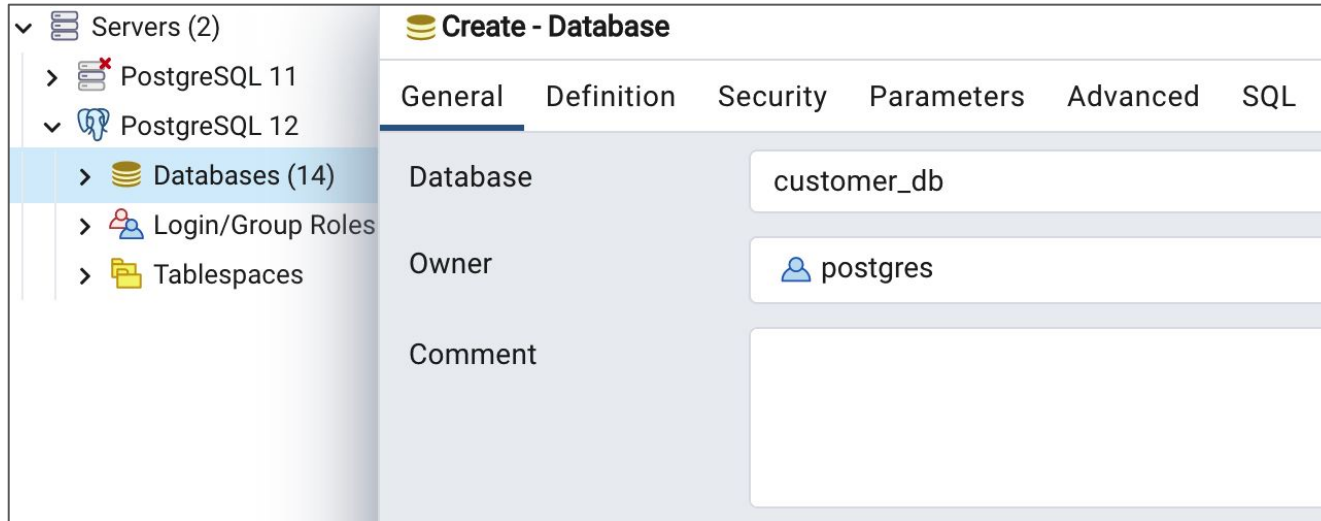 Servers (2)
PostgreSQL 11
PostgreSQL 12
Databases (14)
Login/Group Roles
Tablespaces
Create - Database
General Definition Security Parameters Advanced SQL
Database customer_db
Owner postgres
Comment